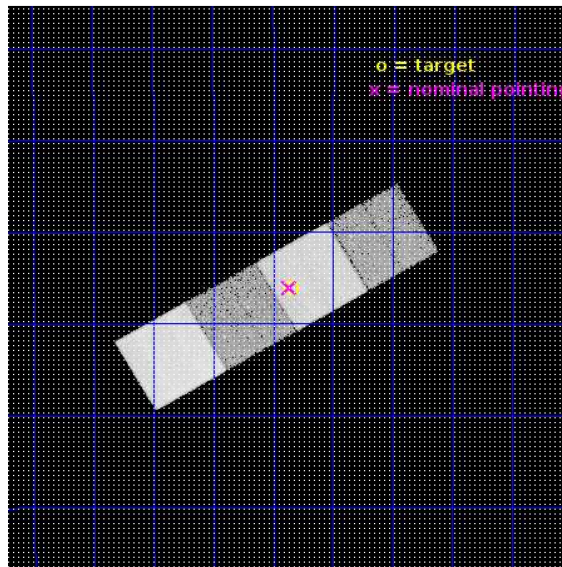 o = target
x = nominal pointing